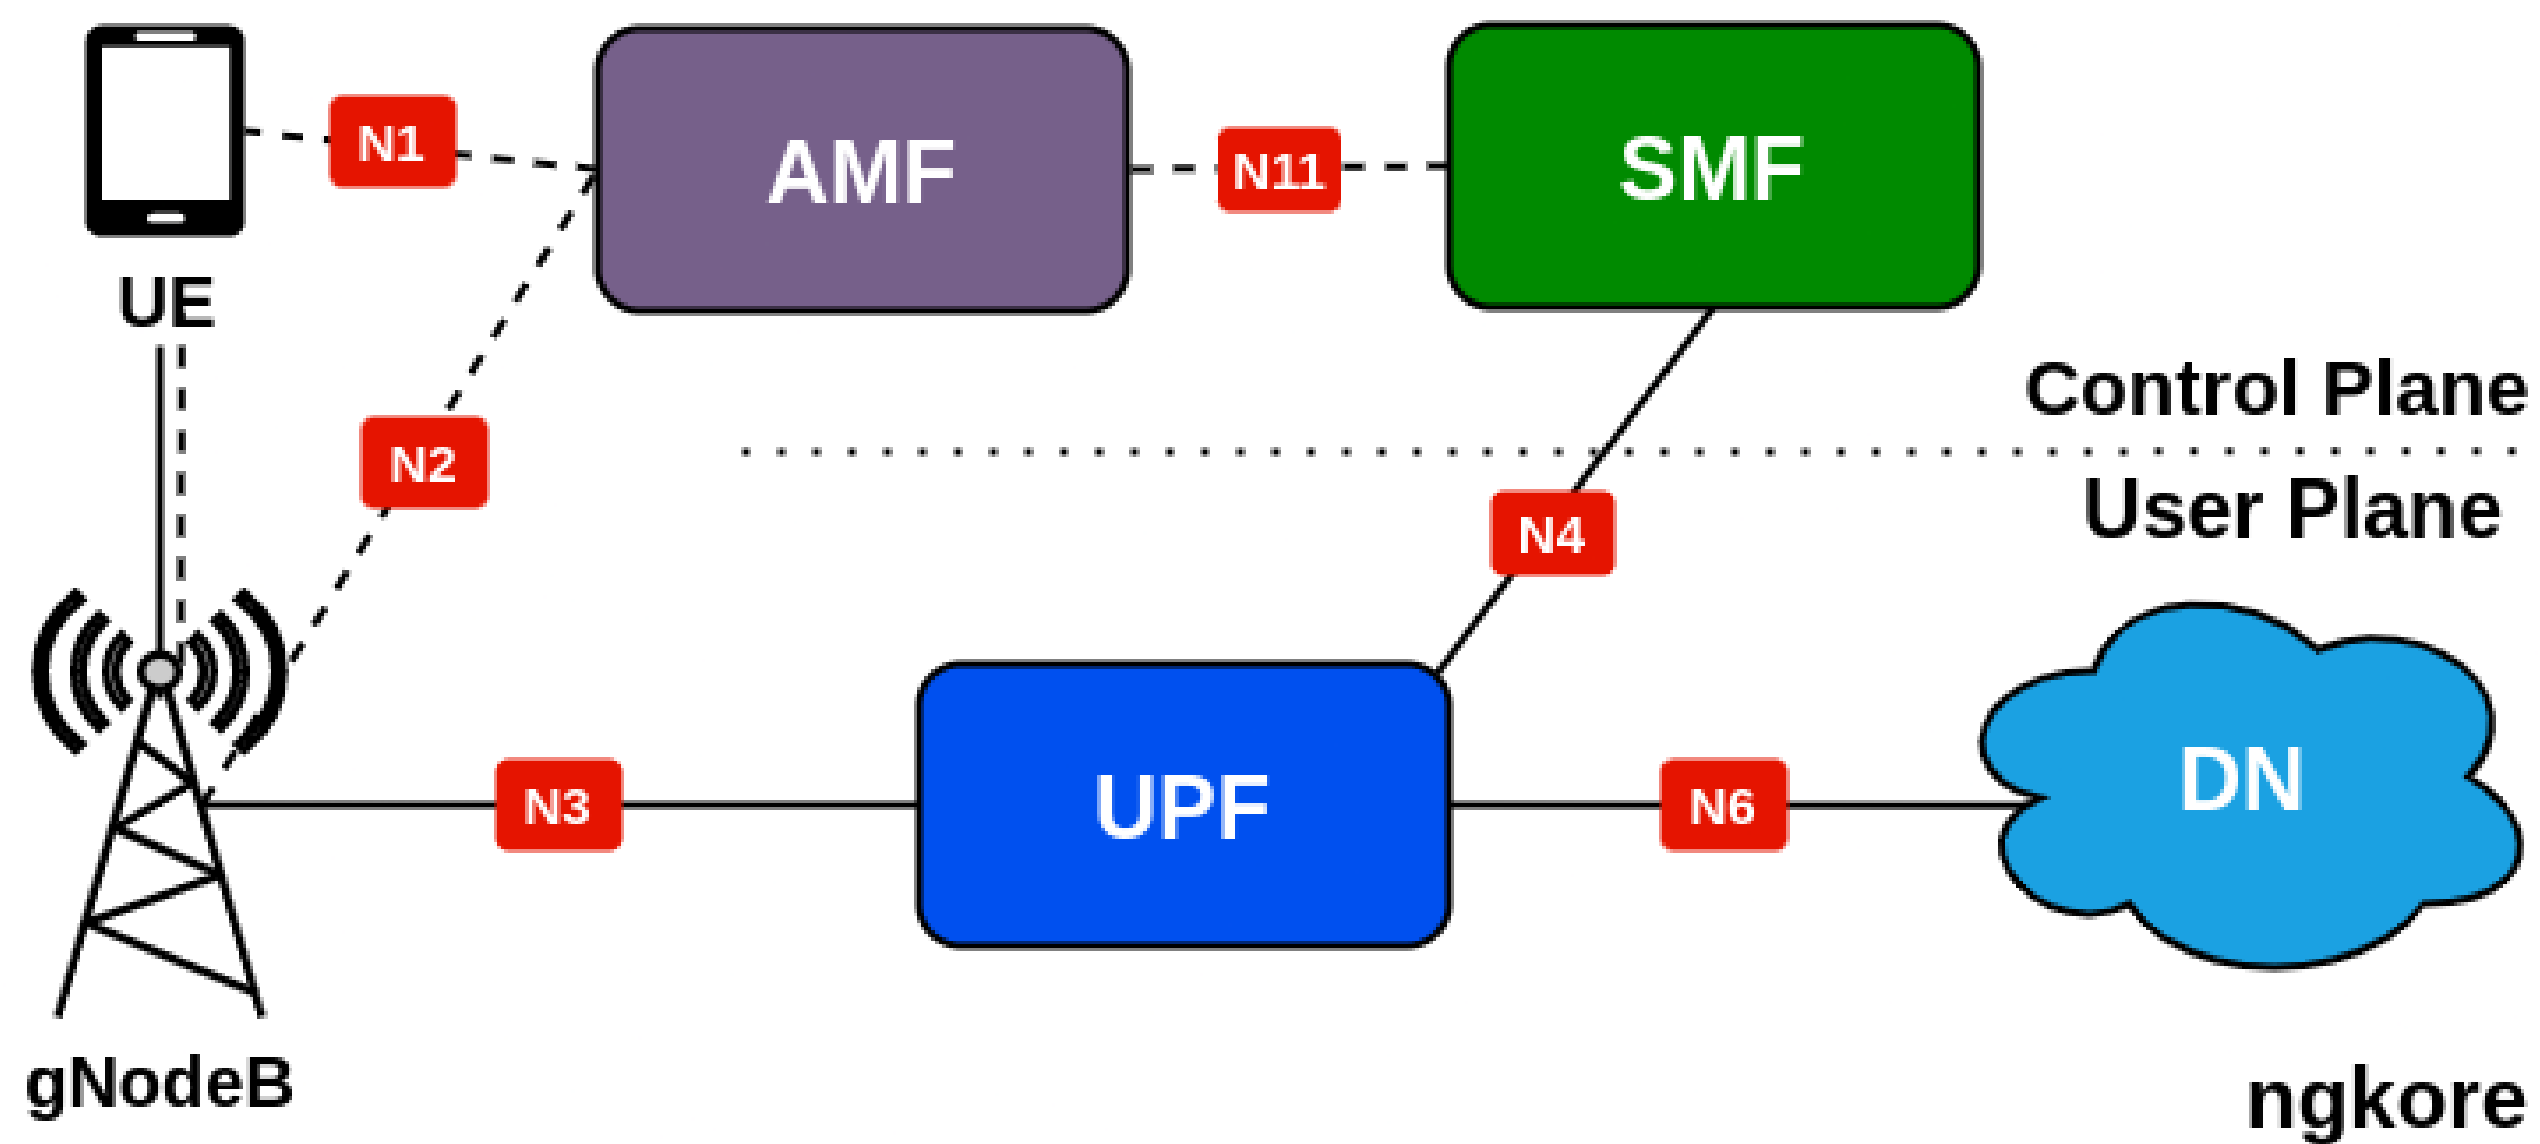 N1
AMF
N11
SMF
UE
Control Plane
N2
User Plane
N4
N3
UPF
N6
DN
gNodeB
ngkore